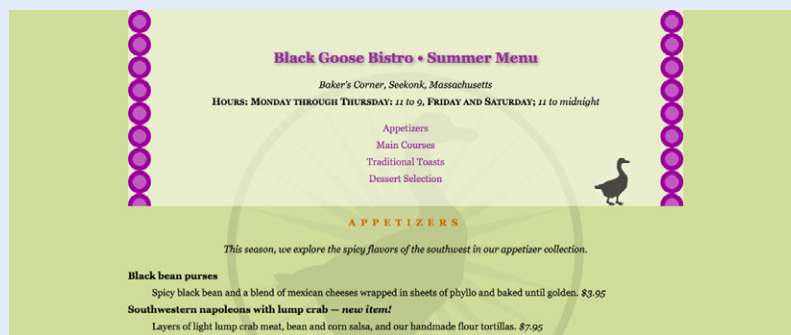 Black Goose Bistro • Summer Menu
Baker's Corner, Seekonk, Massachusetts
HOURS: MONDAY THROUGH THURSDAY: 11 to 9, FRIDAY AND SATURDAY; 11 to midnight
Appetizers
Main Courses
Traditional Toasts
Dessert Selection
APPETIZERS
This season, we explore the spicy flavors of the southwest in our appetizer collection.
Black bean purses
Spicy black bean and a blend of mexican cheeses wrapped in sheets of phyllo and baked until golden. $3.95
Southwestern napoleons with lump crab — new item!
Layers of light lump crab meat, bean and corn salsa, and our handmade flour tortillas. $7.95